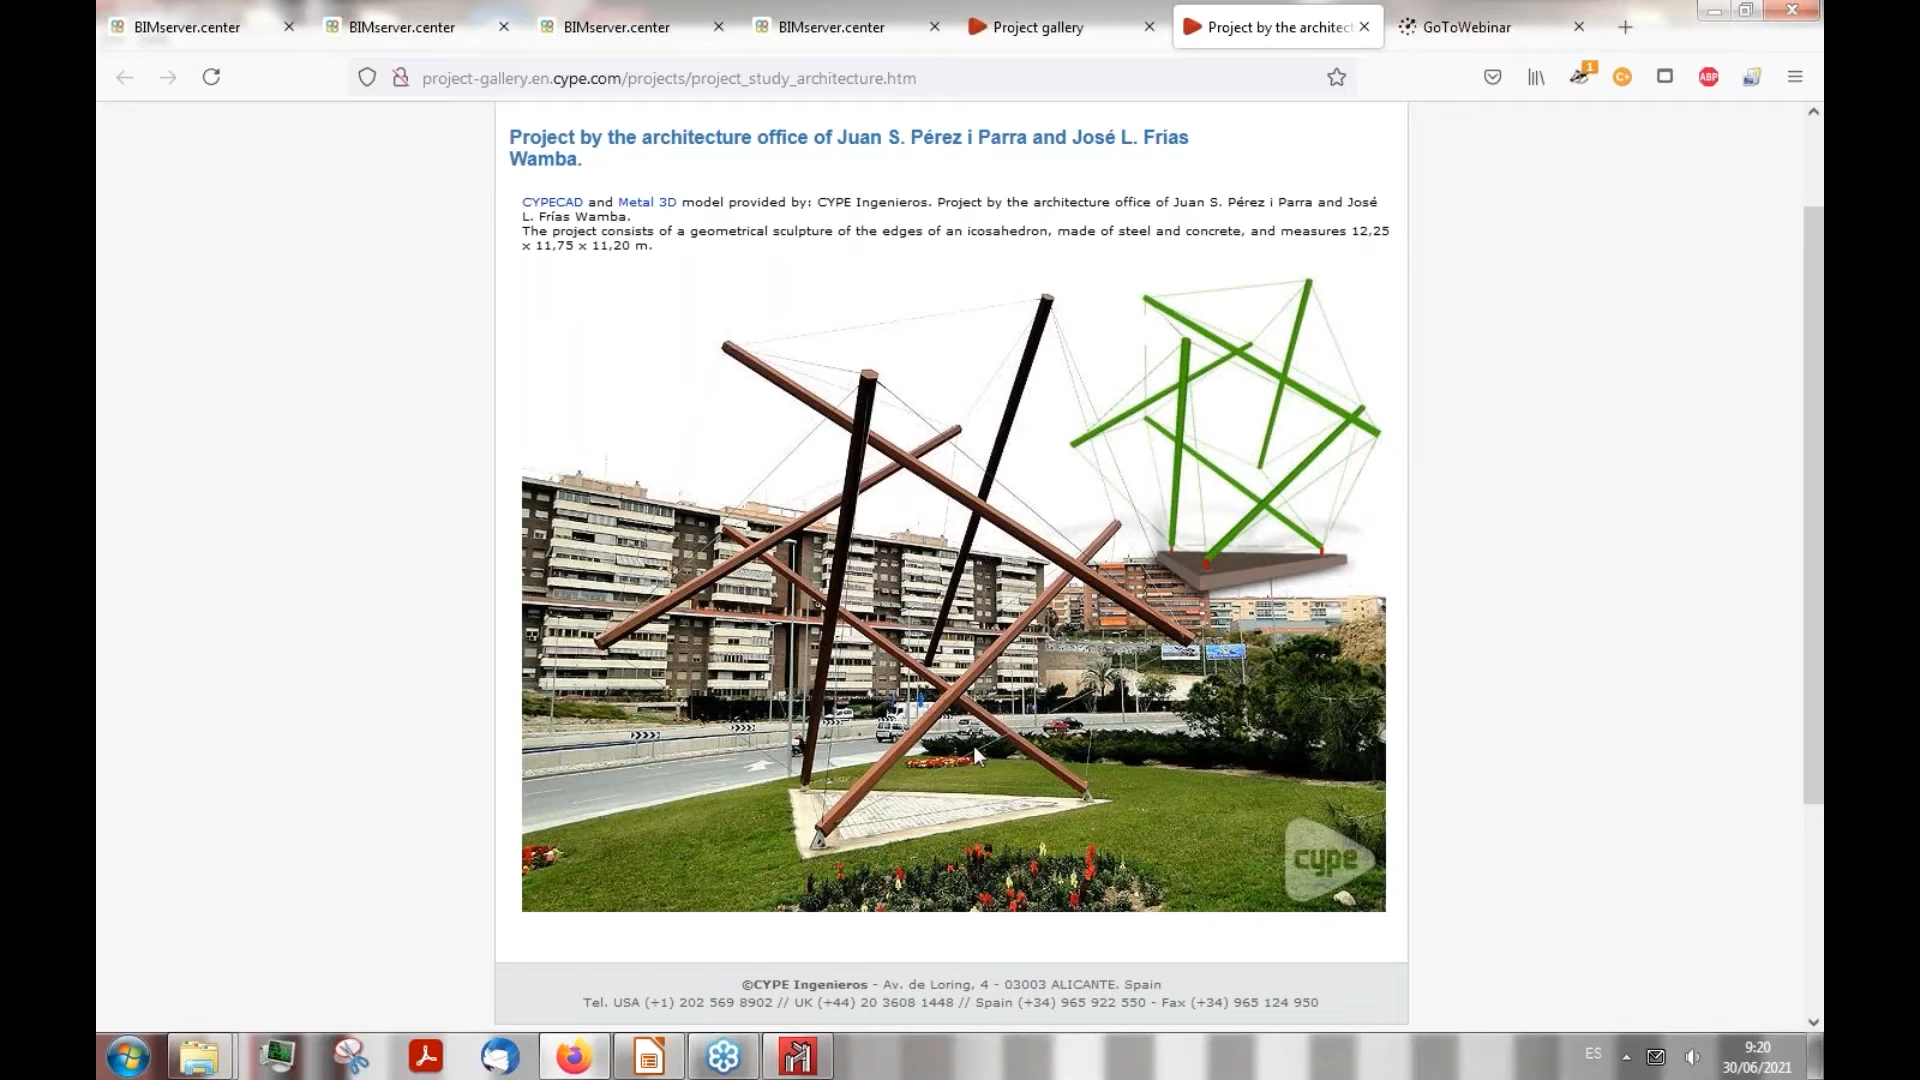 BIMserver.center
BIMserver.center
BIMserver.center
BIMserver.center
Project gallery
Project by the architect
GoToWebinar
project-gallery.en.cype.com/projects/project_study_architecture.htm
1
C+
ABP
Project by the architecture office of Juan S. Pérez i Parra and José L. Frías
Wamba.
CYPECAD and Metal 3D model provided by: CYPE Ingenieros. Project by the architecture office of Juan S. Pérez i Parra and José
L. Frías Wamba.
The project consists of a geometrical sculpture of the edges of an icosahedron, made of steel and concrete, and measures 12,25
x 11,75 x 11,20 m.
cype
©CYPE Ingenieros - Av. de Loring, 4 - 03003 ALICANTE. Spain
Tel. USA (+1) 202 569 8902 // UK (+44) 20 3608 1448 // Spain (+34) 965 922 550 - Fax (+34) 965 124 950
ES
9:20
30/06/2021